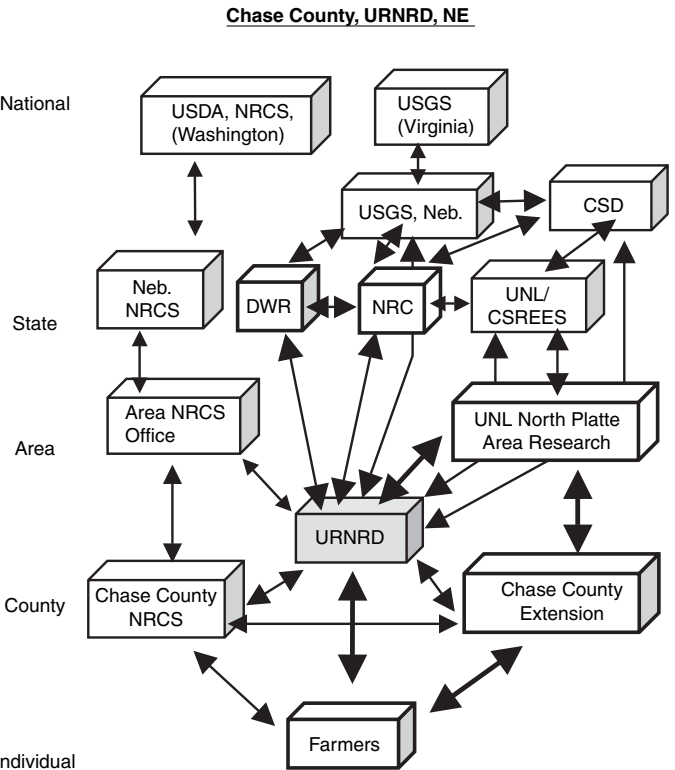 Chase County, URNRD, NE
National
USDA, NRCS,
(Washington)
USGS
(Virginia)
USGS, Neb.
CSD
State
Neb.
NRCS
DWR
NRC
UNL/
CSREES
Area
Area NRCS
Office
UNL North Platte
Area Research
URNRD
County
Chase County
NRCS
Chase County
Extension
Farmers
ndividual